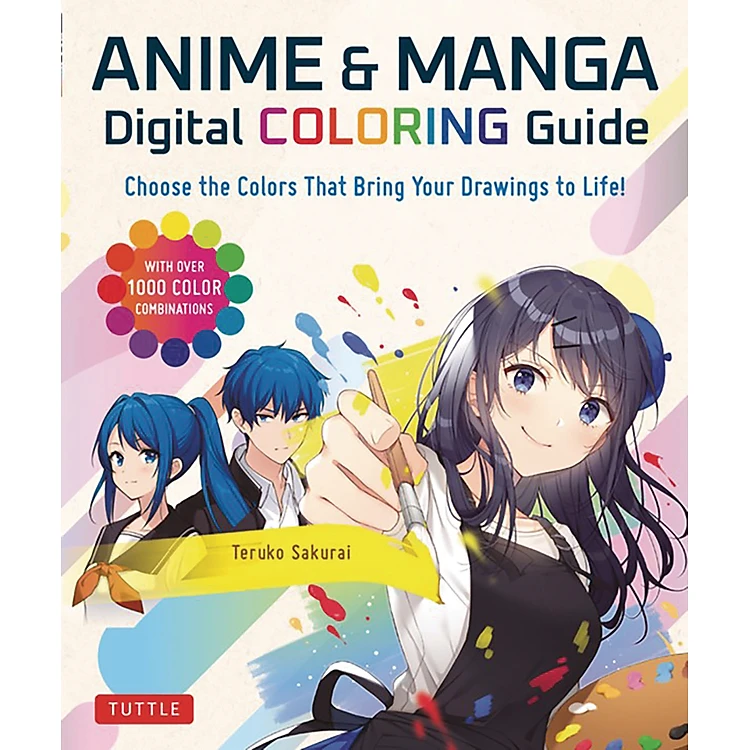 ANIME & MANGA
Digital COLORING Guide
Choose the Colors That Bring Your Drawings to Life!
WITH OVER
1000 COLOR
COMBINATIONS
Teruko Sakurai
TUTTLE